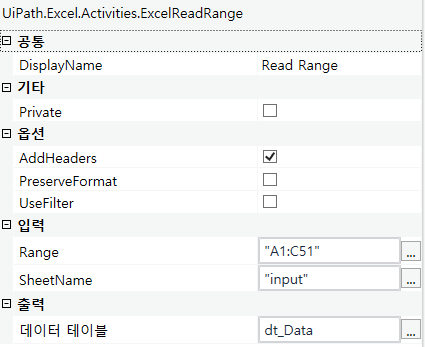 UiPath.Excel.Activities.ExcelReadRange
공통
DisplayName Read Range
기타
Private
옵션
AddHeaders
PreserveFormat
UseFilter
입력
Range "A1:C51" ...
SheetName "input" ...
출력
데이터 테이블 dt_Data ...